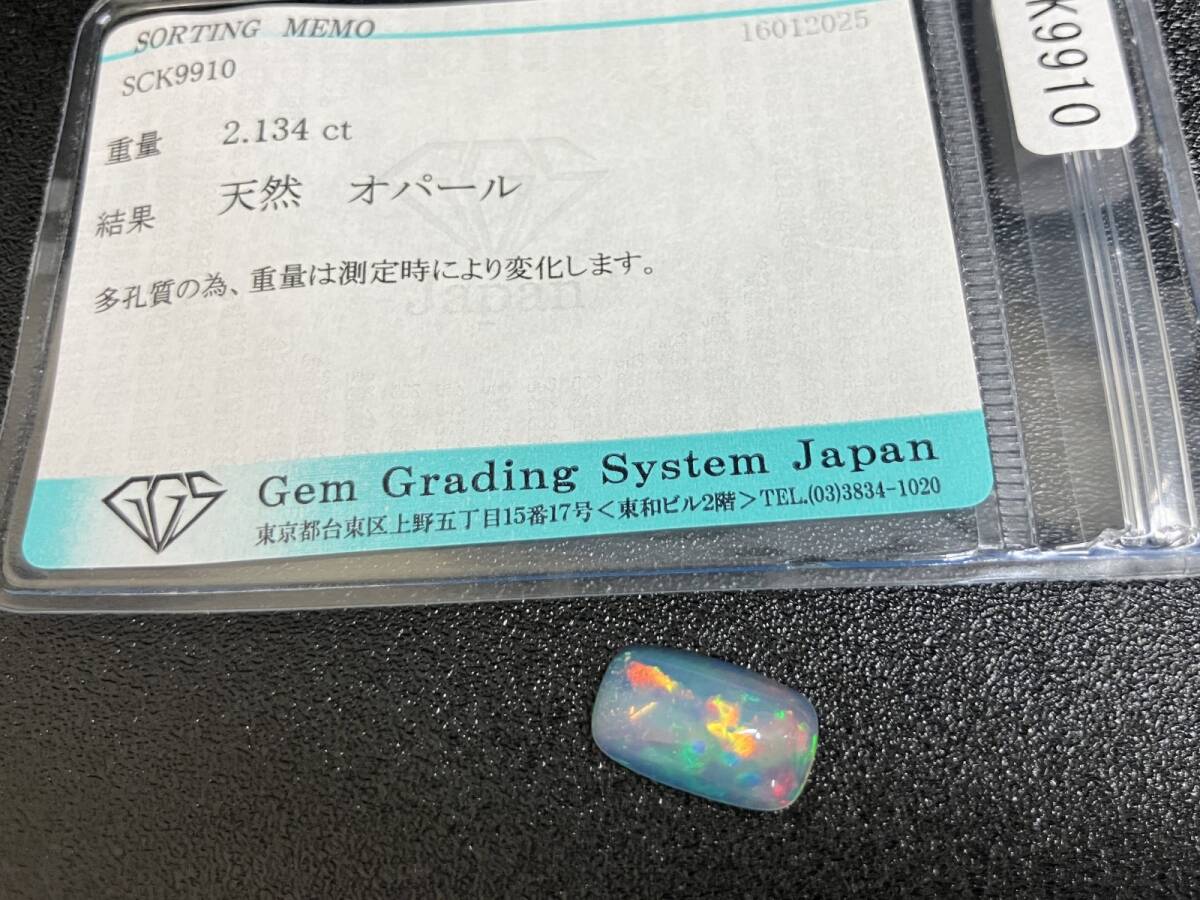 SORTING MEMO
16012025
SCK9910
重量 2.134 ct
結果 天然 オパール
多孔質の為、重量は測定時により変化します。
Japan
GGS
Gem Grading System Japan
東京都台東区上野五丁目15番17号＜東和ビル2階＞TEL.(03)3834-1020
K9910